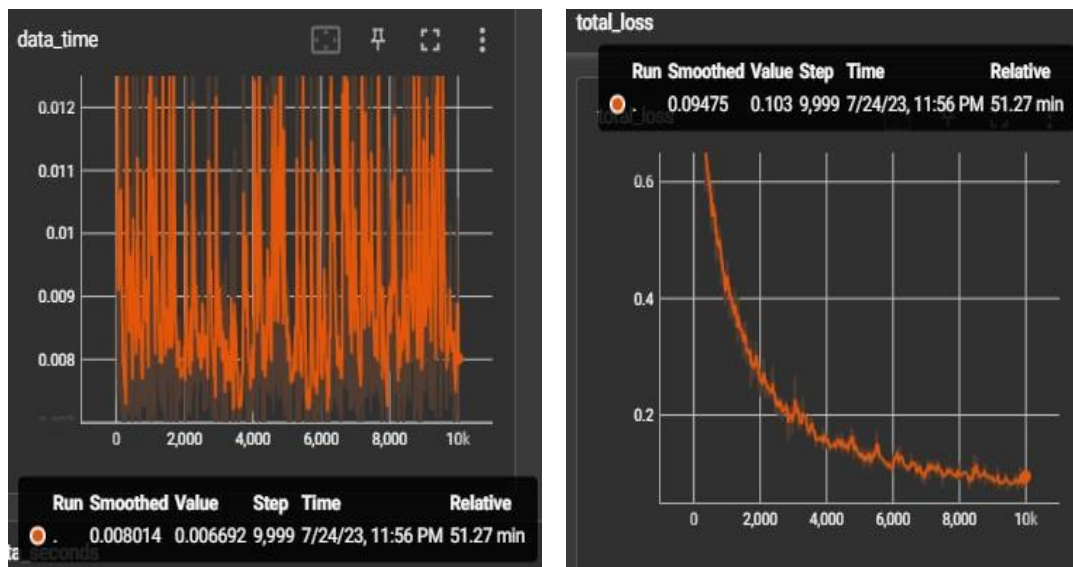 data_time
0.012
0.011
0.01
0.009
0.008
0 2,000 4,000 6,000 8,000 10k
Run Smoothed Value Step Time Relative
. 0.008014 0.006692 9,999 7/24/23, 11:56 PM 51.27 min
ta_seconds
total_loss
Run Smoothed Value Step Time Relative
. 0.09475 0.103 9,999 7/24/23, 11:56 PM 51.27 min
total_loss
0.6
0.4
0.2
0 2,000 4,000 6,000 8,000 10k